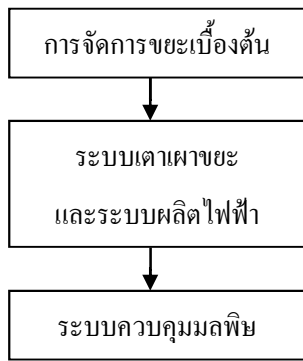 การจัดการขยะเบื้องต้น
ระบบเตาเผาขยะ
และระบบผลิตไฟฟ้า
ระบบควบคุมมลพิษ